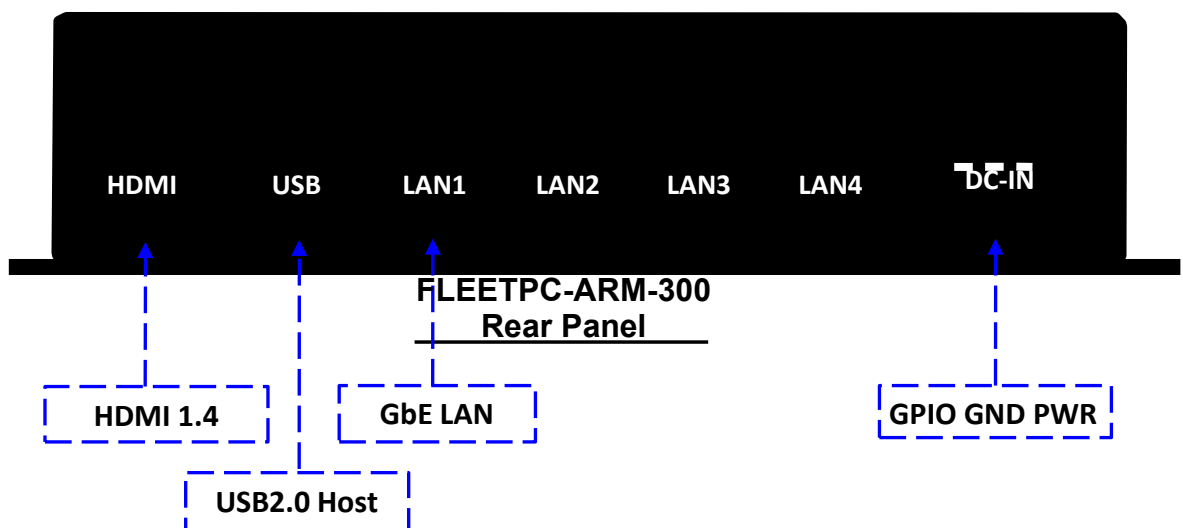 HDMI USB LAN1 LAN2 LAN3 LAN4 DC-IN
FLEETPC-ARM-300
Rear Panel
HDMI 1.4 GbE LAN GPIO GND PWR
USB2.0 Host